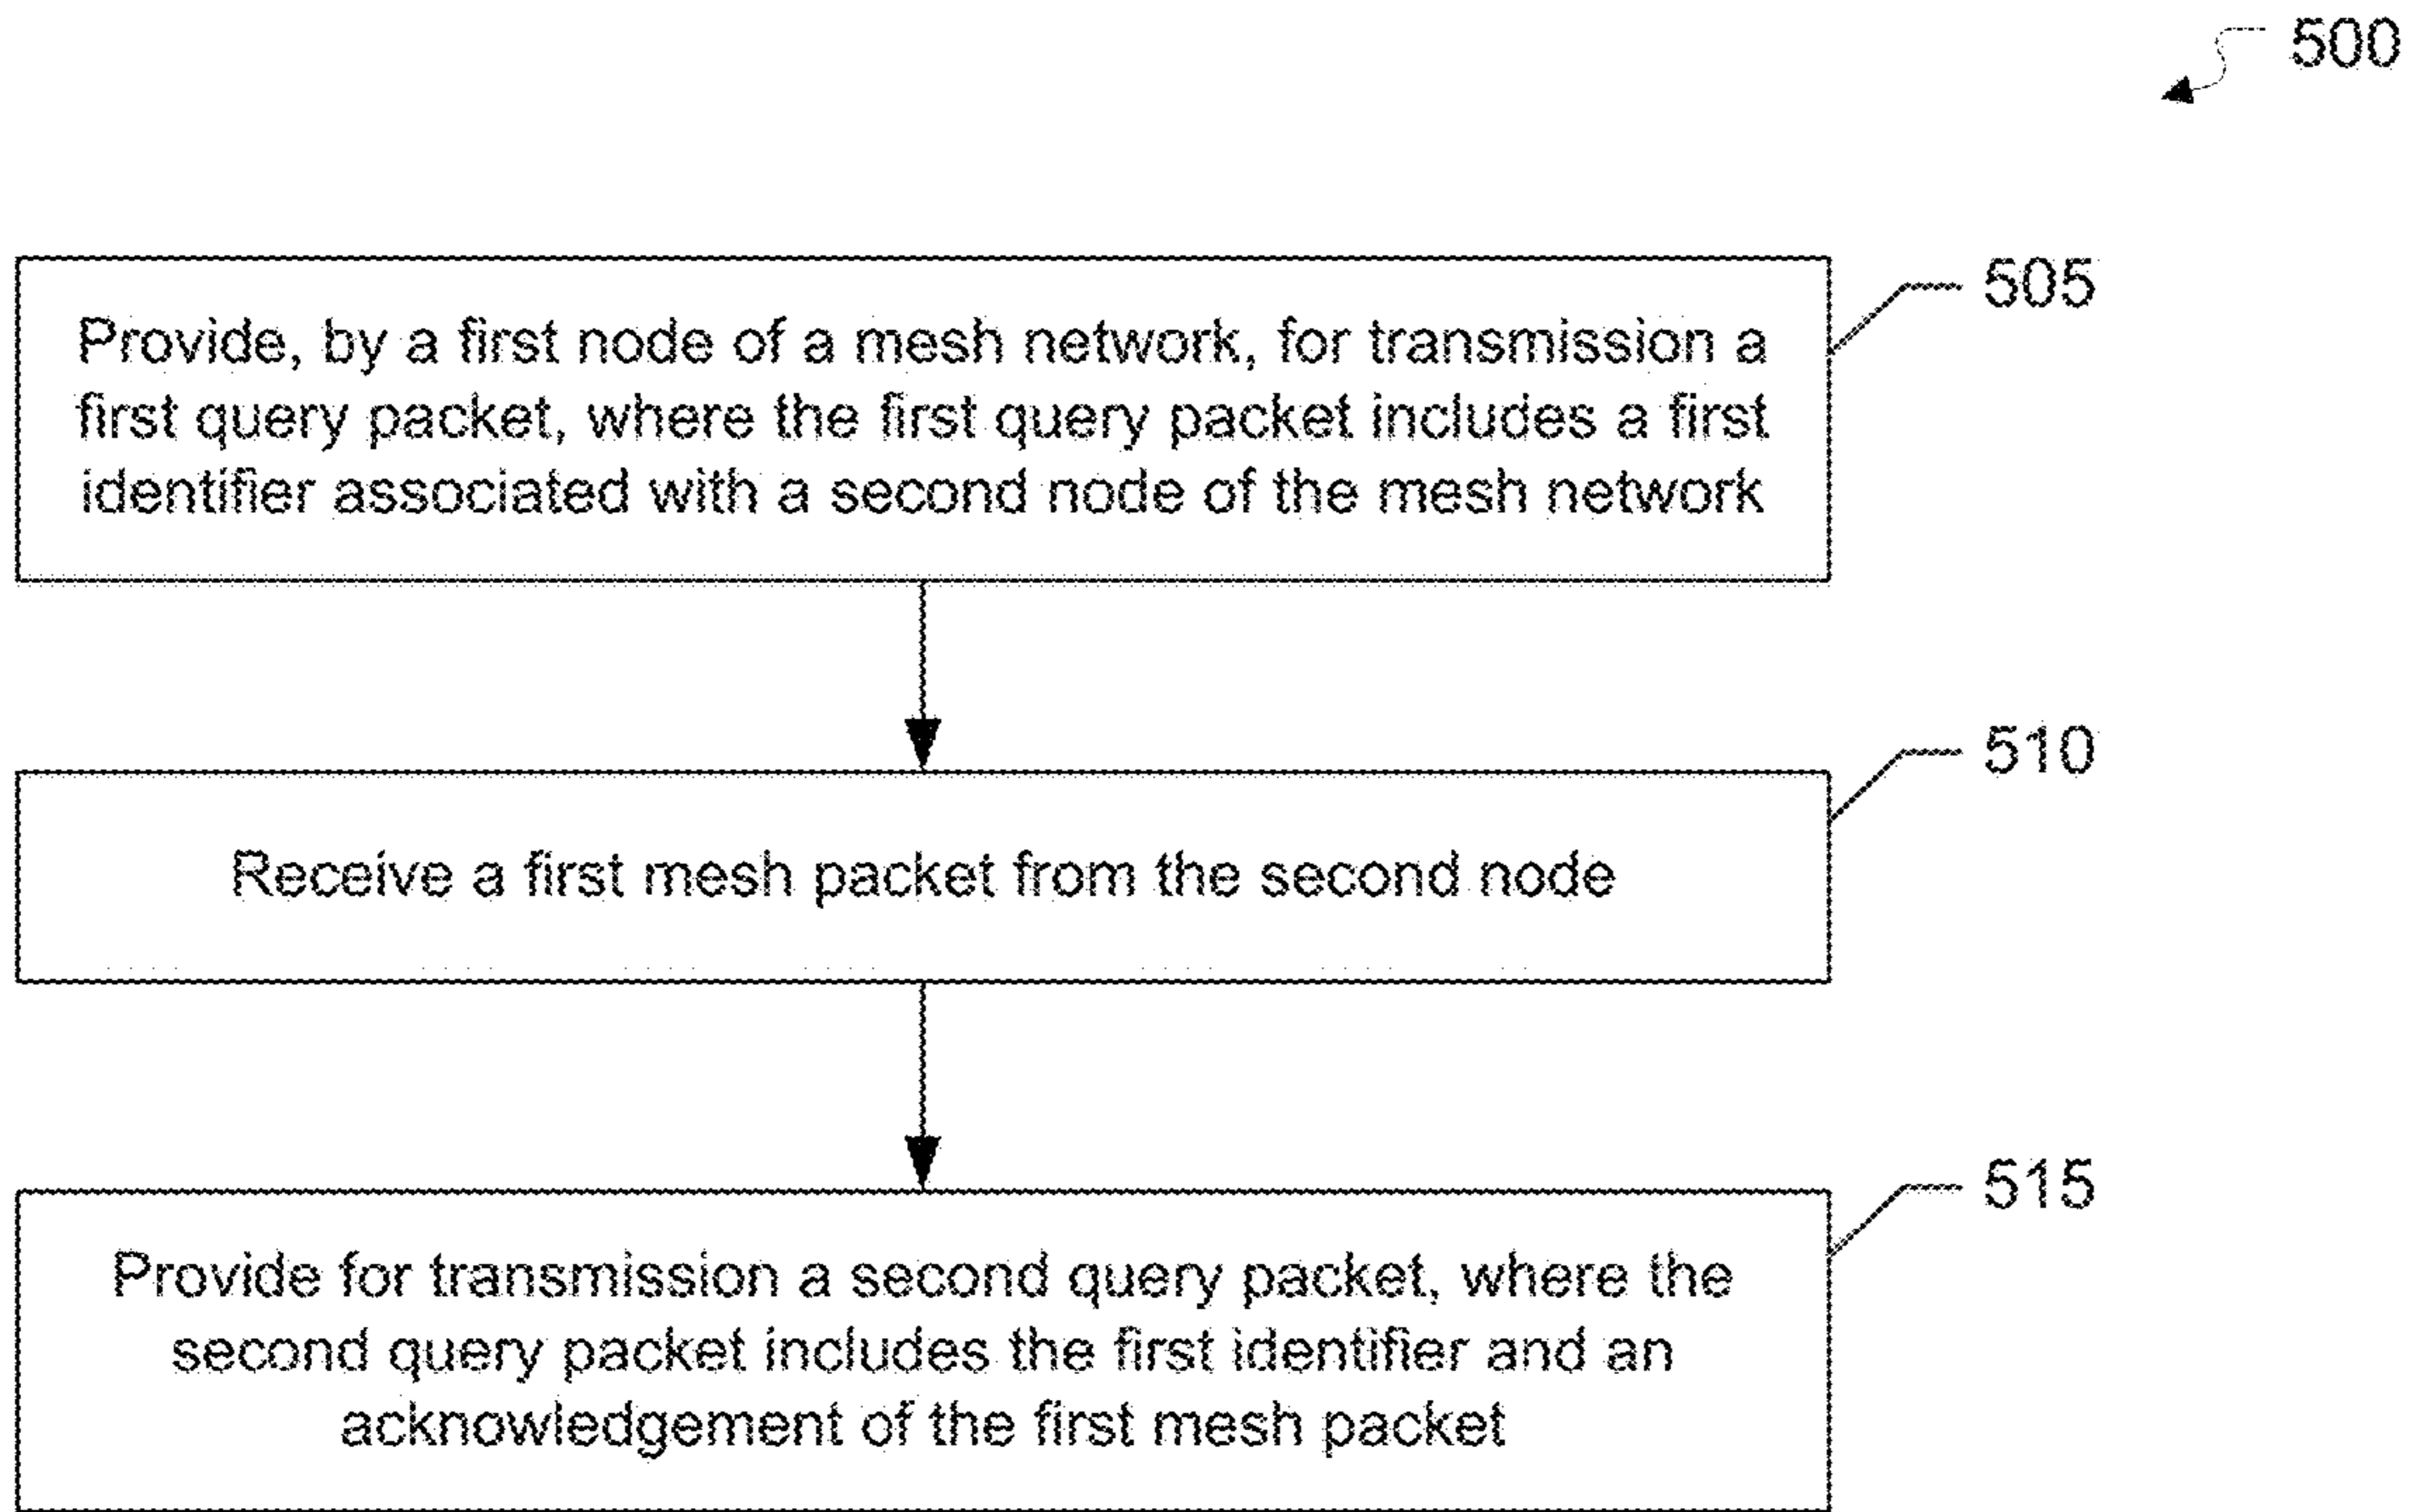 500
505
Provide, by a first node of a mesh network, for transmission a
first query packet, where the first query packet includes a first
identifier associated with a second node of the mesh network
510
Receive a first mesh packet from the second node
515
Provide for transmission a second query packet, where the
second query packet includes the first identifier and an
acknowledgement of the first mesh packet